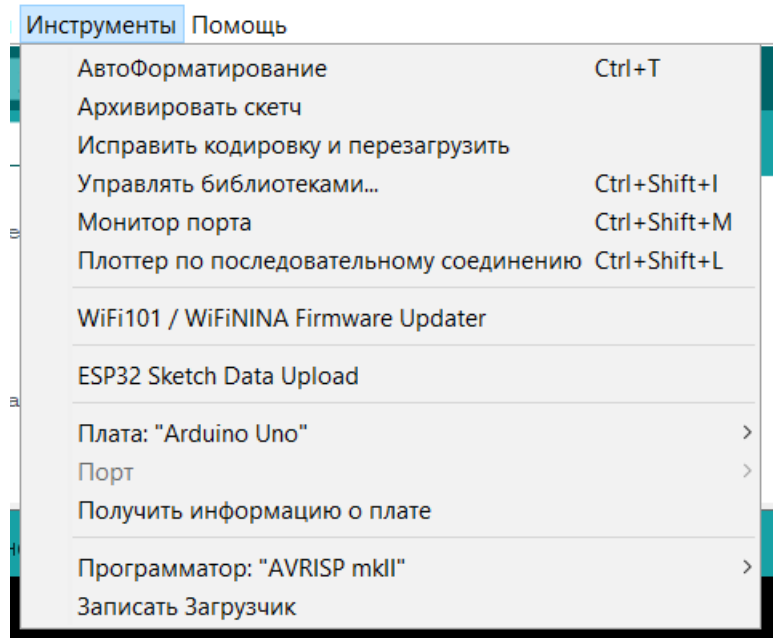 Инструменты Помощь
АвтоФорматирование Ctrl+T
Архивировать скетч
Исправить кодировку и перезагрузить
Управлять библиотеками... Ctrl+Shift+I
Монитор порта Ctrl+Shift+M
Плоттер по последовательному соединению Ctrl+Shift+L
WiFi101 / WiFiNINA Firmware Updater
ESP32 Sketch Data Upload
Плата: "Arduino Uno"
Порт
Получить информацию о плате
Программатор: "AVRISP mkII"
Записать Загрузчик